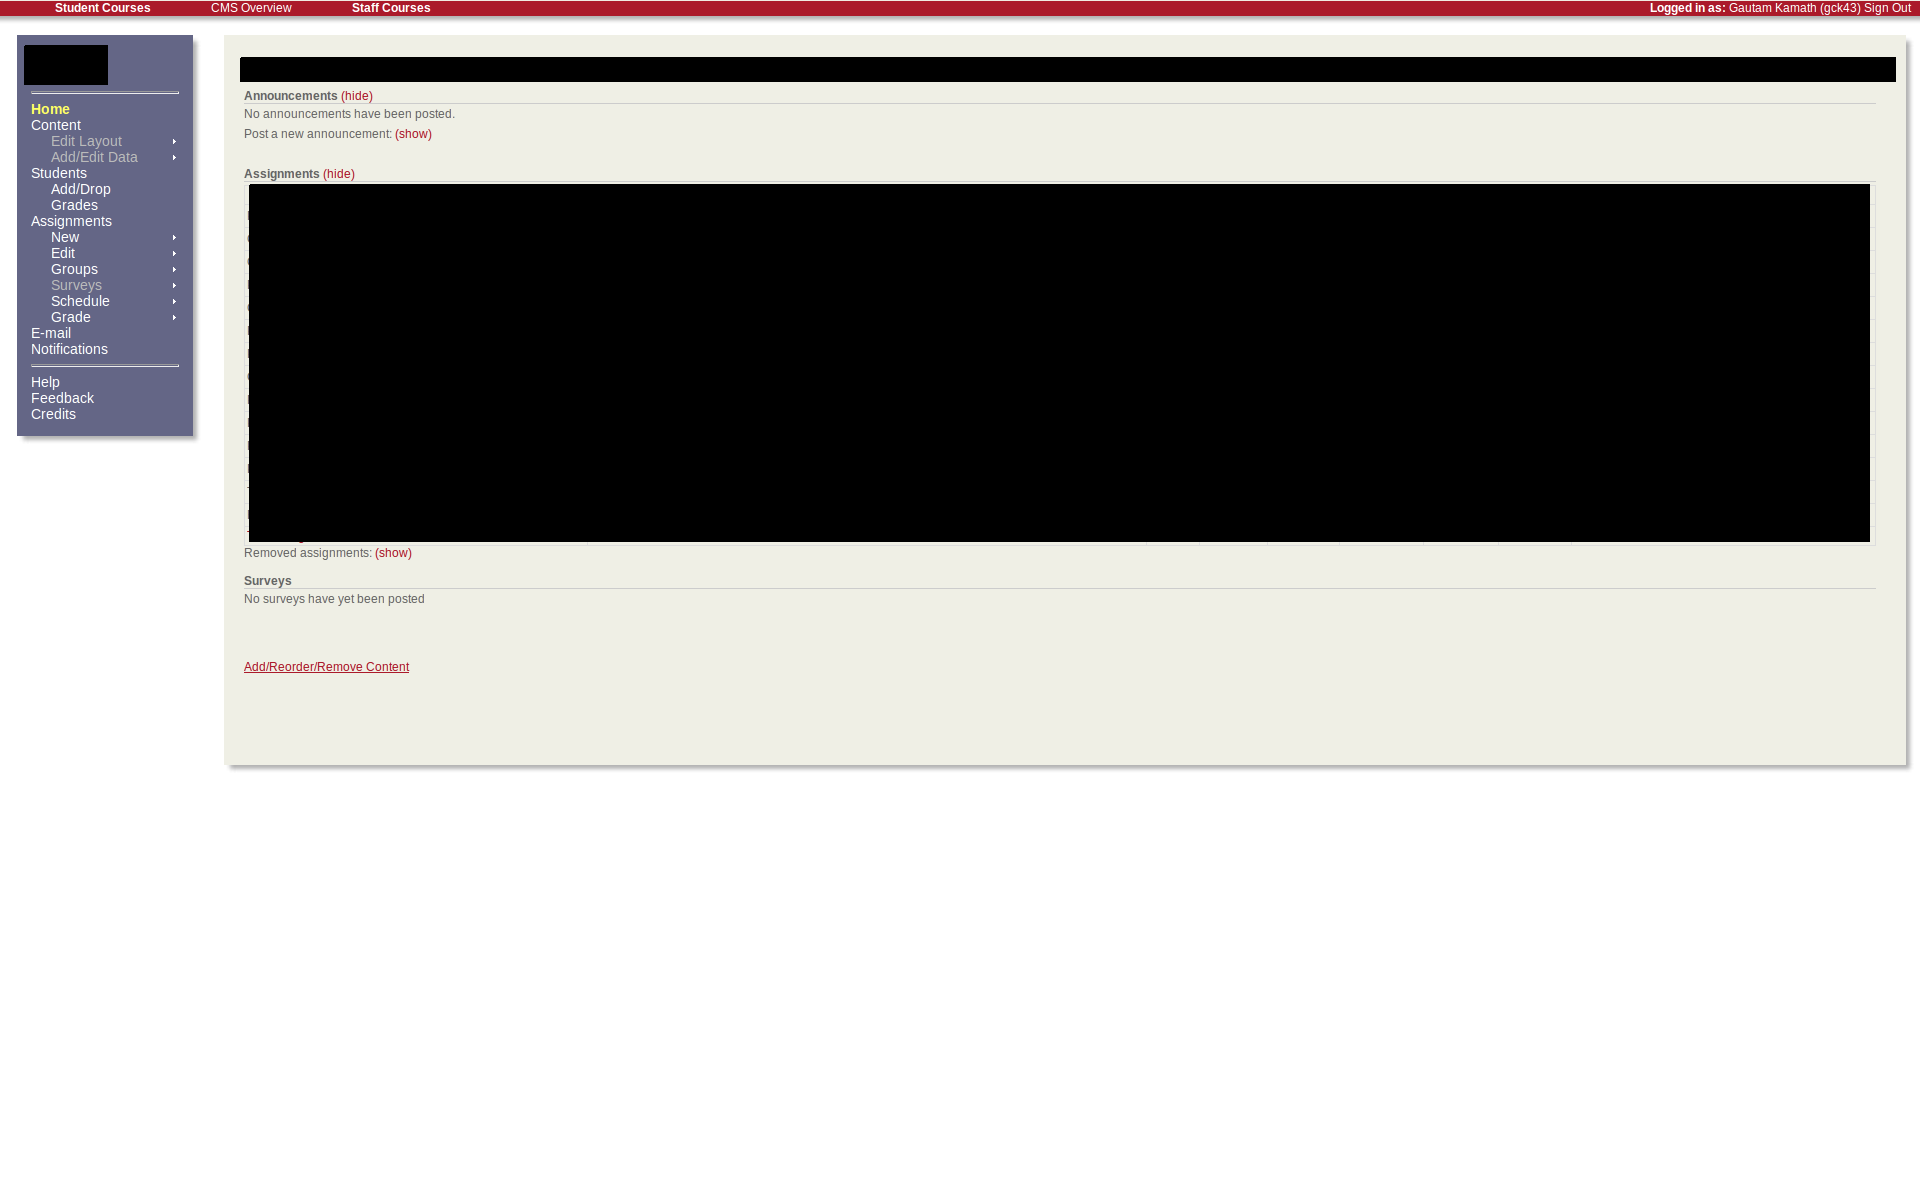 Student Courses CMS Overview Staff Courses Logged in as: Gautam Kamath (gck43) Sign Out
Home
Content
Edit Layout
Add/Edit Data
Students
Add/Drop
Grades
Assignments
New
Edit
Groups
Surveys
Schedule
Grade
E-mail
Notifications
Help
Feedback
Credits
Announcements (hide)
No announcements have been posted.
Post a new announcement: (show)
Assignments (hide)
Removed assignments: (show)
Surveys
No surveys have yet been posted
Add/Reorder/Remove Content